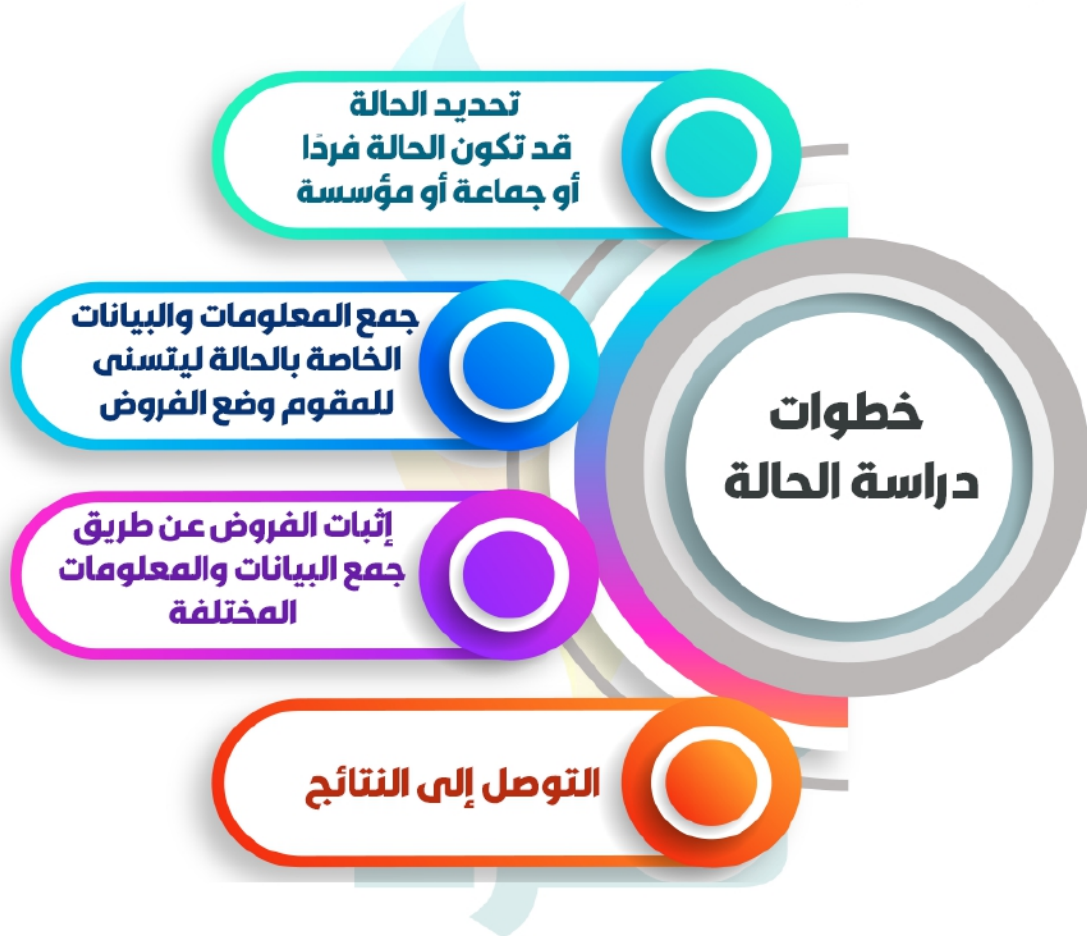 خطوات
دراسة الحالة
تحديد الحالة
قد تكون الحالة فردًا
أو جماعة أو مؤسسة
جمع المعلومات والبيانات
الخاصة بالحالة ليتسنى
للمقوم وضع الفروض
إثبات الفروض عن طريق
جمع البيانات والمعلومات
المختلفة
التوصل إلى النتائج